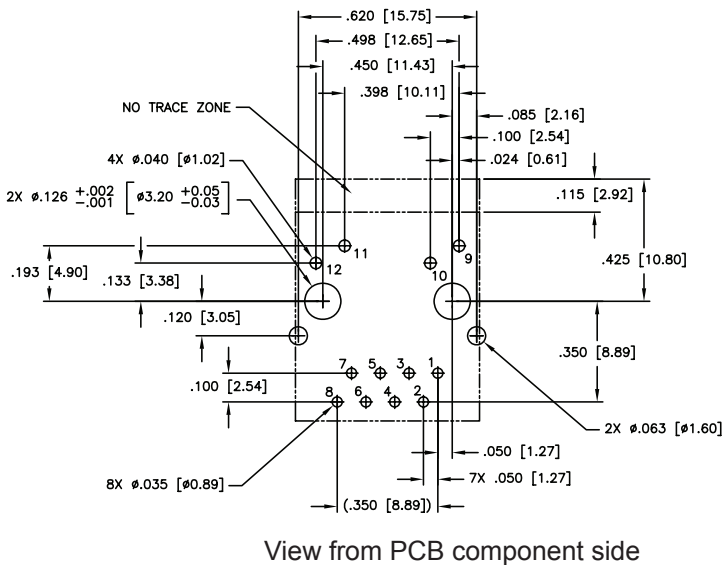 .620 [15.75]
.498 [12.65]
.450 [11.43]
.398 [10.11]
NO TRACE ZONE
.085 [2.16]
.100 [2.54]
4X ø.040 [ø1.02]
.024 [0.61]
2X ø.126 +.002 -.001 [ø3.20 +0.05 -0.03]
.115 [2.92]
11
9
12
10
.425 [10.80]
.193 [4.90]
.133 [3.38]
.120 [3.05]
.350 [8.89]
7 5 3 1
.100 [2.54]
8 6 4 2
2X ø.063 [ø1.60]
.050 [1.27]
8X ø.035 [ø0.89]
7X .050 [1.27]
(.350 [8.89])
View from PCB component side